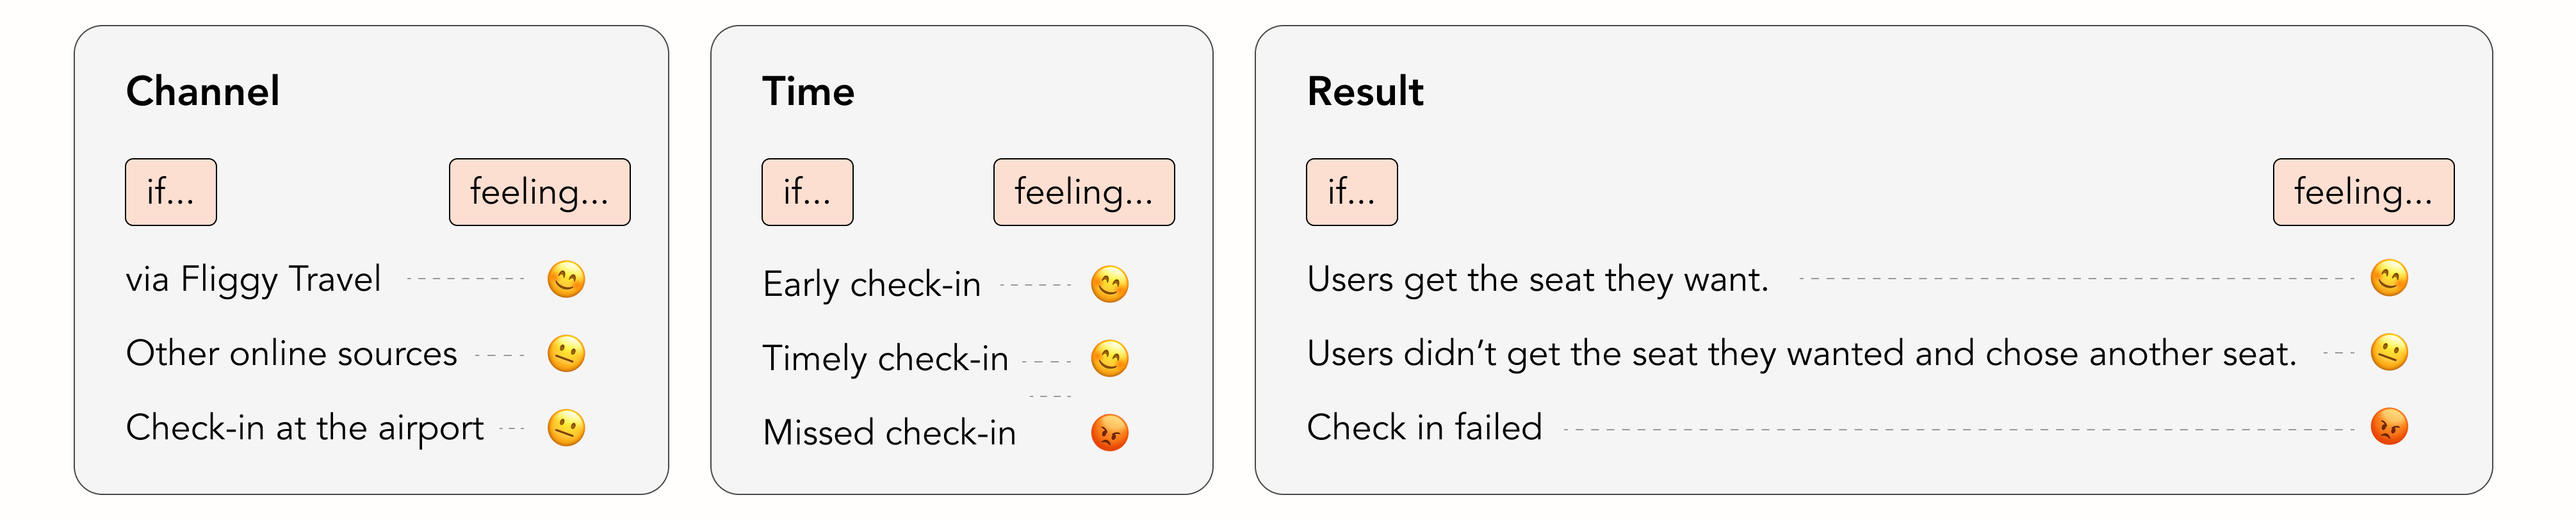 Channel
if...
feeling...
via Fliggy Travel
Other online sources
Check-in at the airport
Time
if...
feeling...
Early check-in
Timely check-in
Missed check-in
Result
if...
feeling...
Users get the seat they want.
Users didn’t get the seat they wanted and chose another seat.
Check in failed